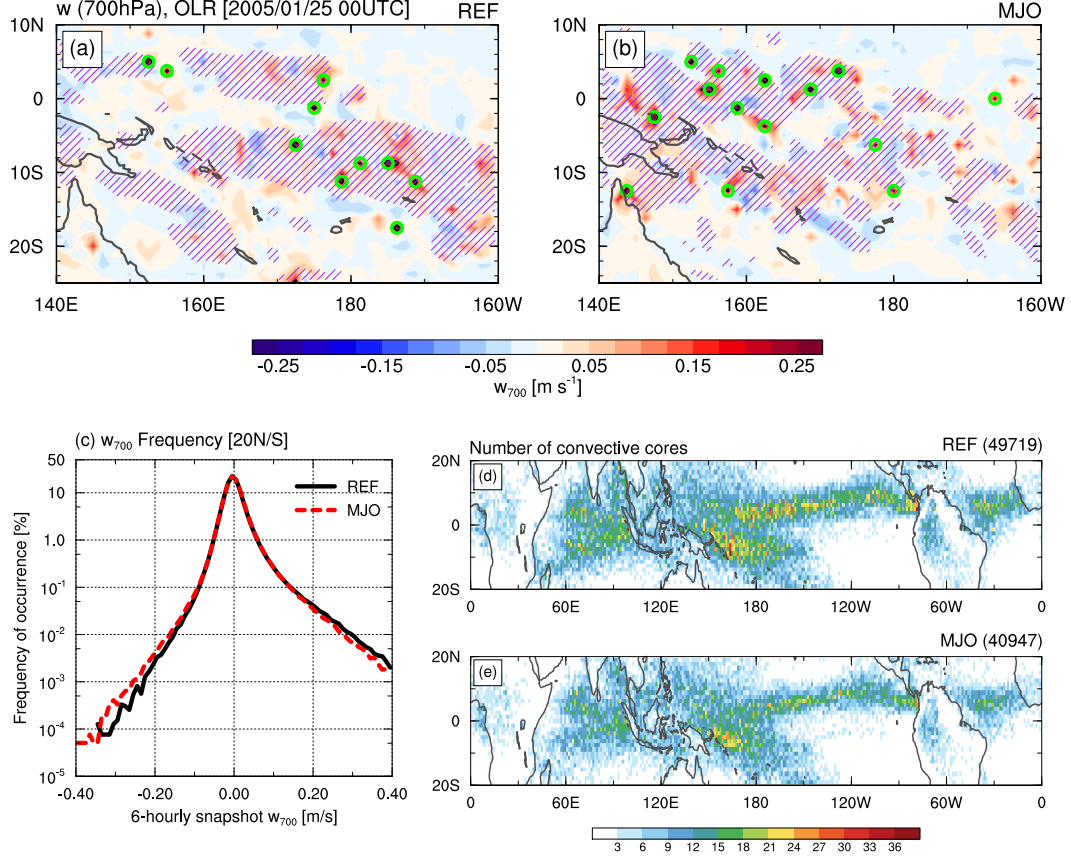 w (700hPa), OLR [2005/01/25 00UTC] REF
MJO
10N
0
10S
20S
(a)
140E 160E 180 160W
10N
0
10S
20S
(b)
140E 160E 180 160W
-0.25 -0.15 -0.05 0.05 0.15 0.25
w₇₀₀ [m s⁻¹]
(c) w₇₀₀ Frequency [20N/S]
Frequency of occurrence [%]
50
10
1.0
10⁻¹
10⁻²
10⁻³
10⁻⁴
10⁻⁵
REF
MJO
-0.40 -0.20 0.00 0.20 0.40
6-hourly snapshot w₇₀₀ [m/s]
Number of convective cores REF (49719)
20N
0
20S
(d)
0 60E 120E 180 120W 60W 0
MJO (40947)
20N
0
20S
(e)
0 60E 120E 180 120W 60W 0
3 6 9 12 15 18 21 24 27 30 33 36